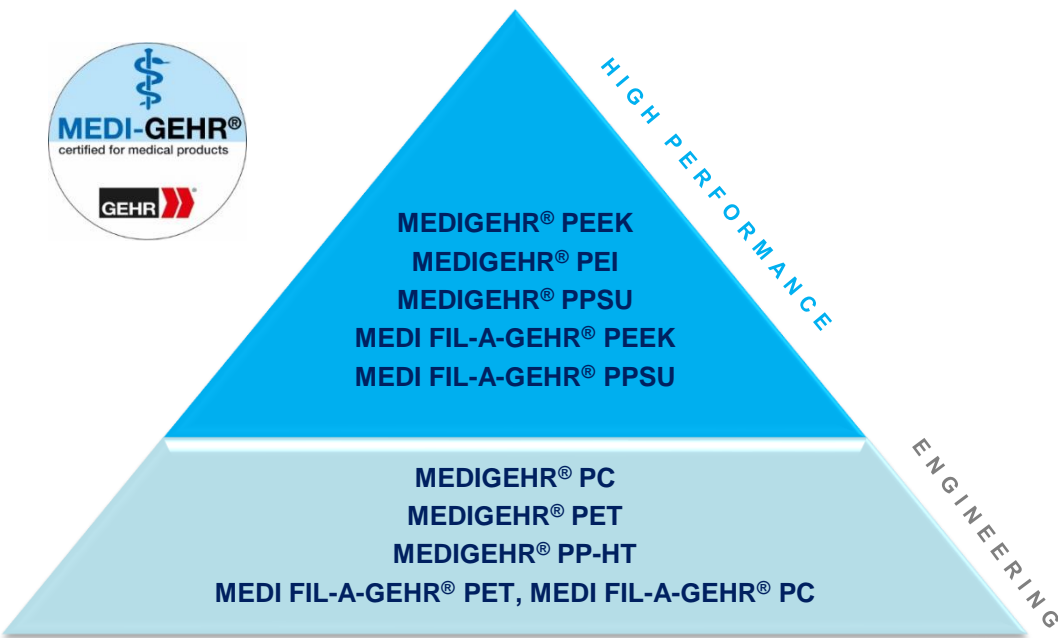 MEDI-GEHR®
certified for medical products
GEHR®
HIGH PERFORMANCE
MEDIGEHR® PEEK
MEDIGEHR® PEI
MEDIGEHR® PPSU
MEDI FIL-A-GEHR® PEEK
MEDI FIL-A-GEHR® PPSU
ENGINEERING
MEDIGEHR® PC
MEDIGEHR® PET
MEDIGEHR® PP-HT
MEDI FIL-A-GEHR® PET, MEDI FIL-A-GEHR® PC